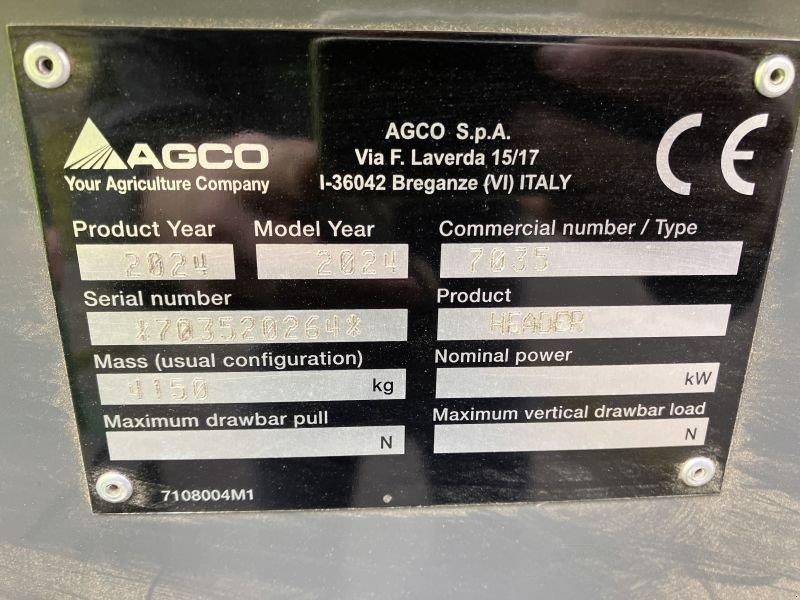 AGCO
Your Agriculture Company
AGCO S.p.A.
Via F. Laverda 15/17
I-36042 Breganze (VI) ITALY
CE
Product Year
2024
Model Year
2024
Commercial number / Type
7035
Serial number
*703520264*
Product
HEADER
Mass (usual configuration)
4150 kg
Nominal power
kW
Maximum drawbar pull
N
Maximum vertical drawbar load
N
7108004M1